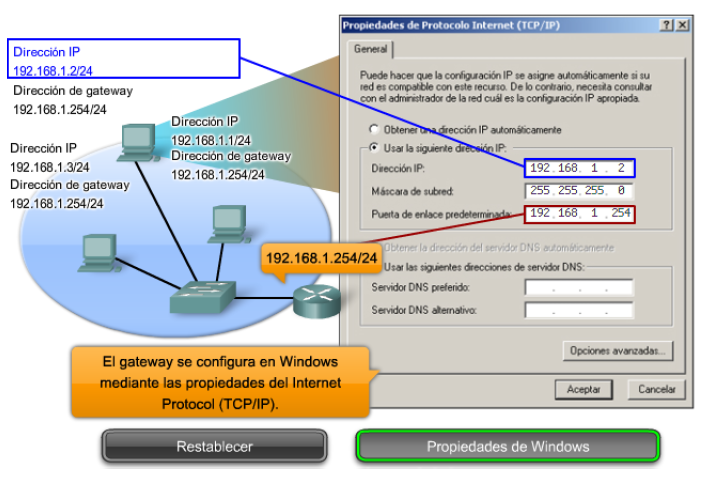 Propiedades de Protocolo Internet (TCP/IP)
General
Puede hacer que la configuración IP se asigne automáticamente si su
red es compatible con este recurso. De lo contrario, necesita consultar
con el administrador de la red cuál es la configuración IP apropiada.
Obtener una dirección IP automáticamente
Usar la siguiente dirección IP:
Dirección IP: 192.168. 1 . 2
Máscara de subred: 255.255.255. 0
Puerta de enlace predeterminada: 192.168. 1 .254
Obtener la dirección del servidor DNS automáticamente
Usar las siguientes direcciones de servidor DNS:
Servidor DNS preferido: . . .
Servidor DNS alternativo: . . .
Opciones avanzadas...
Aceptar Cancelar
Dirección IP
192.168.1.2/24
Dirección de gateway
192.168.1.254/24
Dirección IP
192.168.1.1/24
Dirección de gateway
192.168.1.254/24
Dirección IP
192.168.1.3/24
Dirección de gateway
192.168.1.254/24
192.168.1.254/24
El gateway se configura en Windows
mediante las propiedades del Internet
Protocol (TCP/IP).
Restablecer
Propiedades de Windows